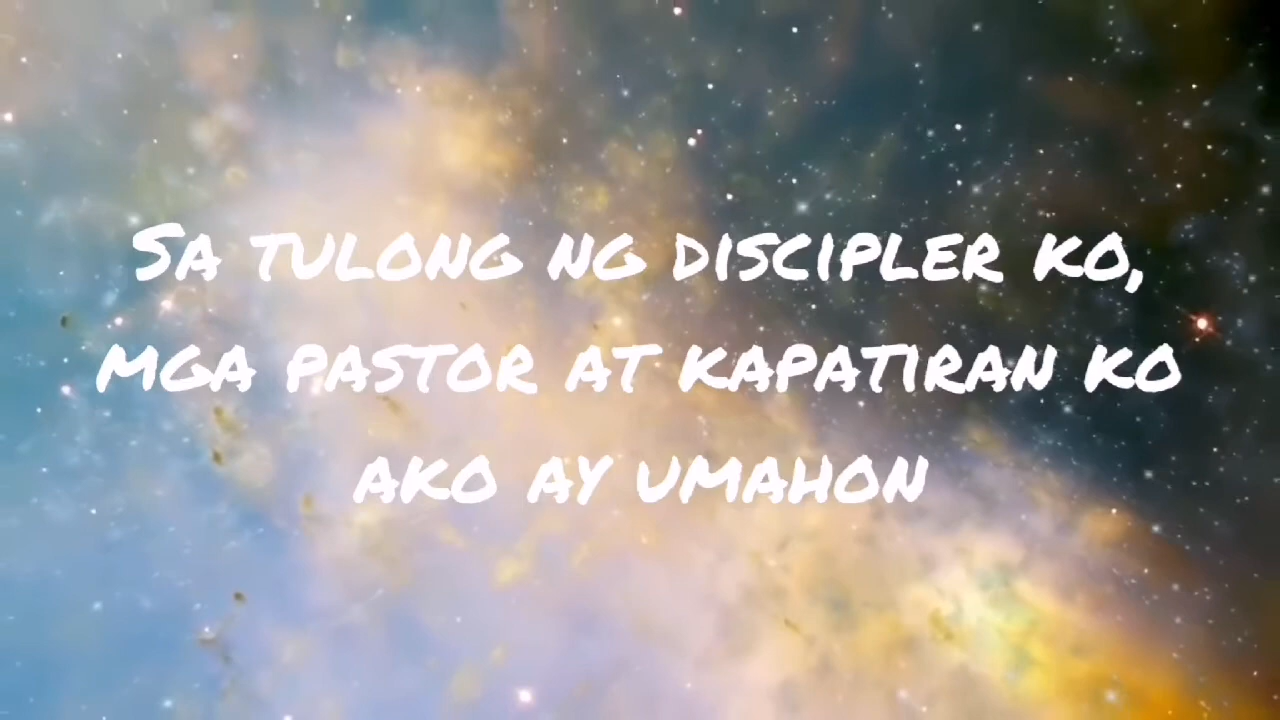 Sa tulong ng discipler ko,
mga pastor at kapatiran ko
ako ay umahon